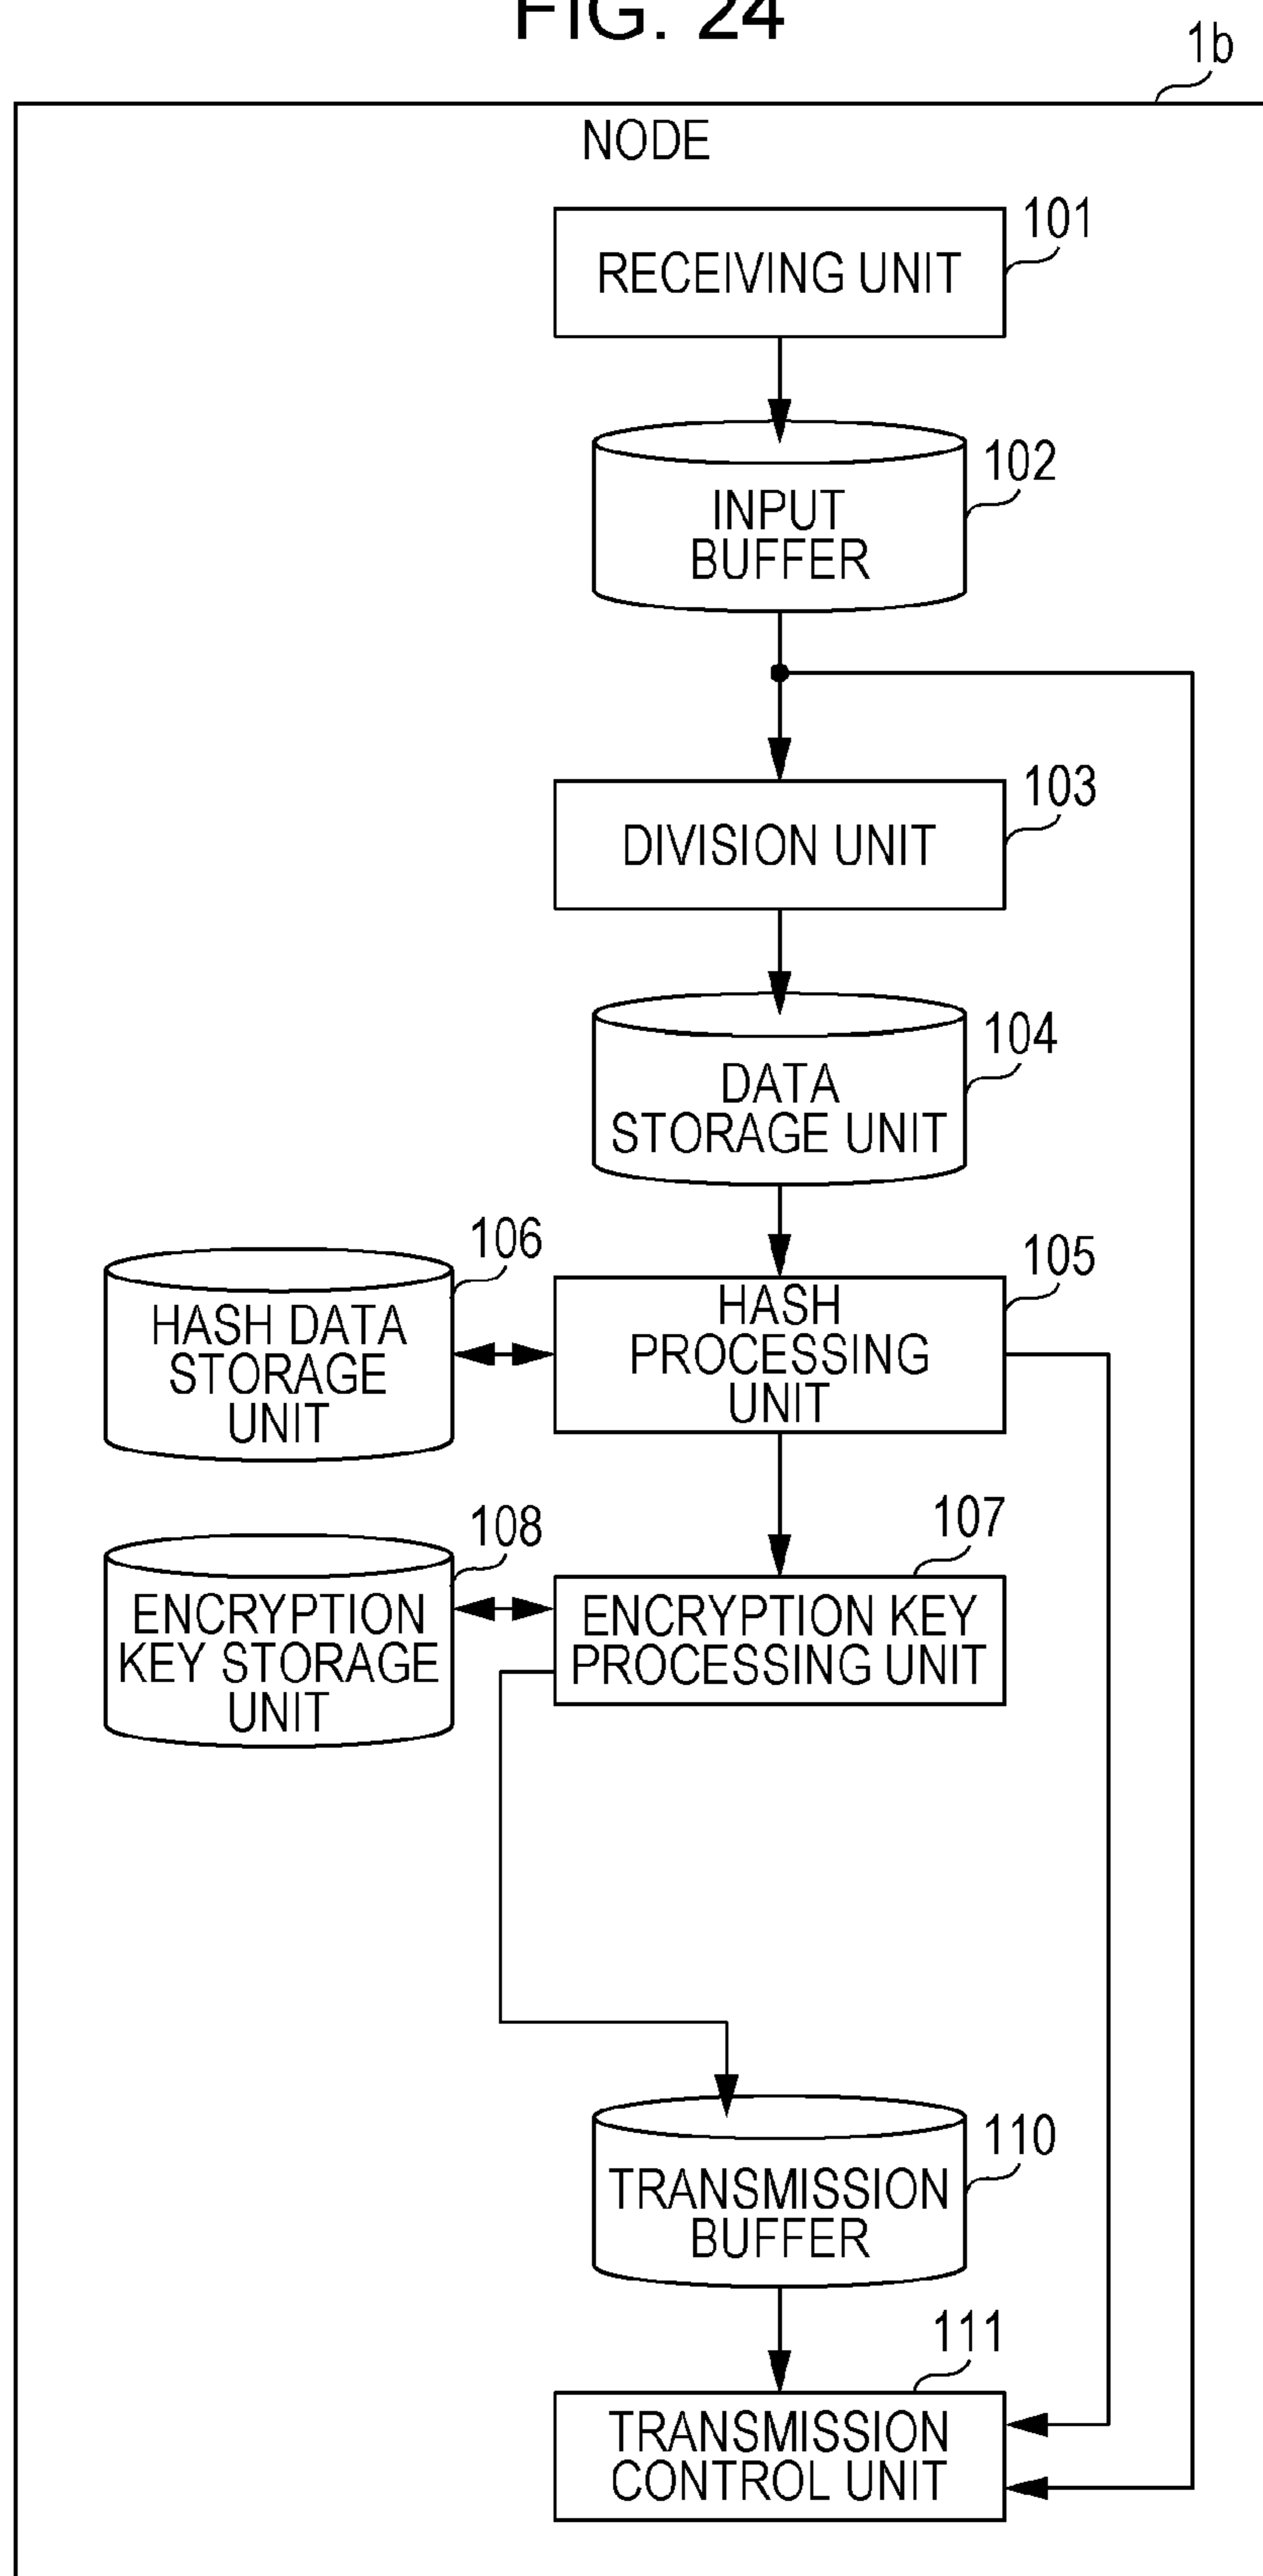 FIG. 24
1b
NODE
101
RECEIVING UNIT
102
INPUT
BUFFER
103
DIVISION UNIT
104
DATA
STORAGE UNIT
106
HASH DATA
STORAGE
UNIT
105
HASH
PROCESSING
UNIT
108
ENCRYPTION
KEY STORAGE
UNIT
107
ENCRYPTION KEY
PROCESSING UNIT
110
TRANSMISSION
BUFFER
111
TRANSMISSION
CONTROL UNIT